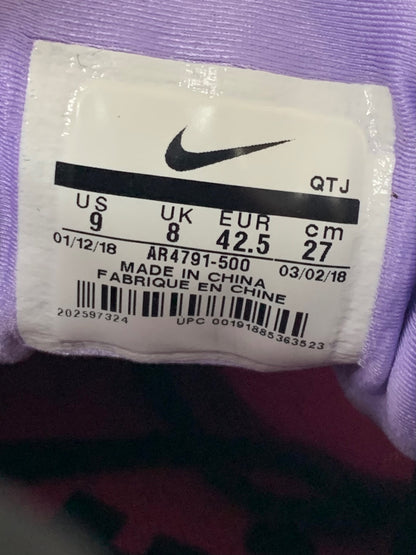 QTJ
US UK EUR cm
9 8 42.5 27
01/12/18 AR4791-500 03/02/18
MADE IN CHINA
FABRIQUE EN CHINE
202597324 UPC 00191885363523